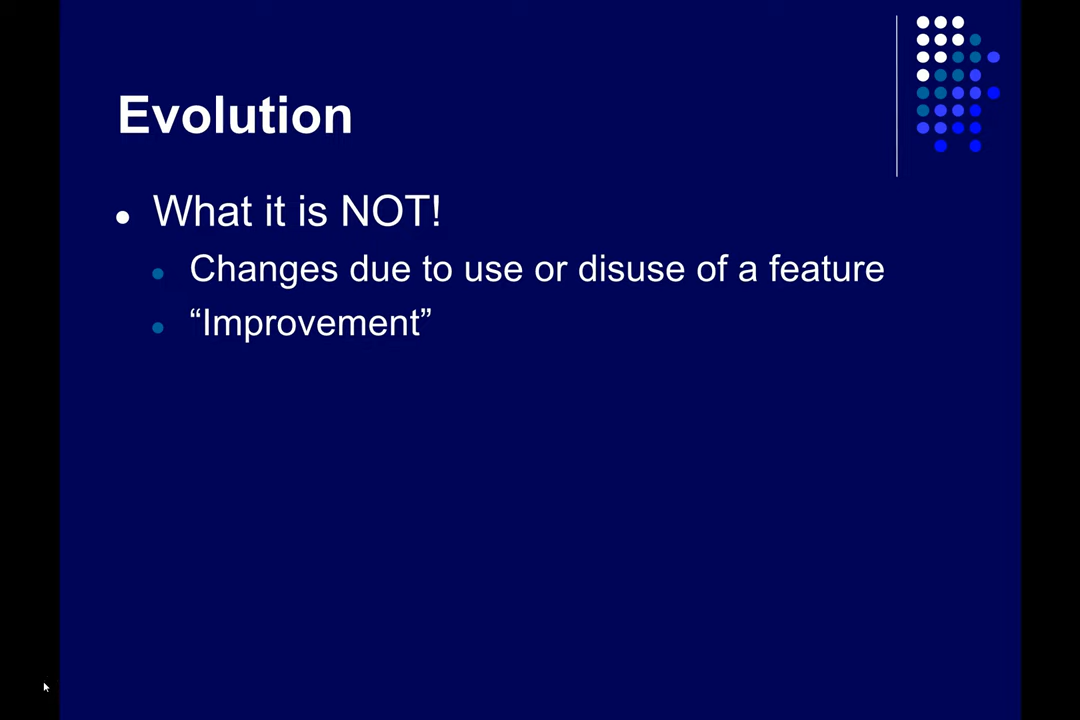 Evolution
What it is NOT!
Changes due to use or disuse of a feature
“Improvement”